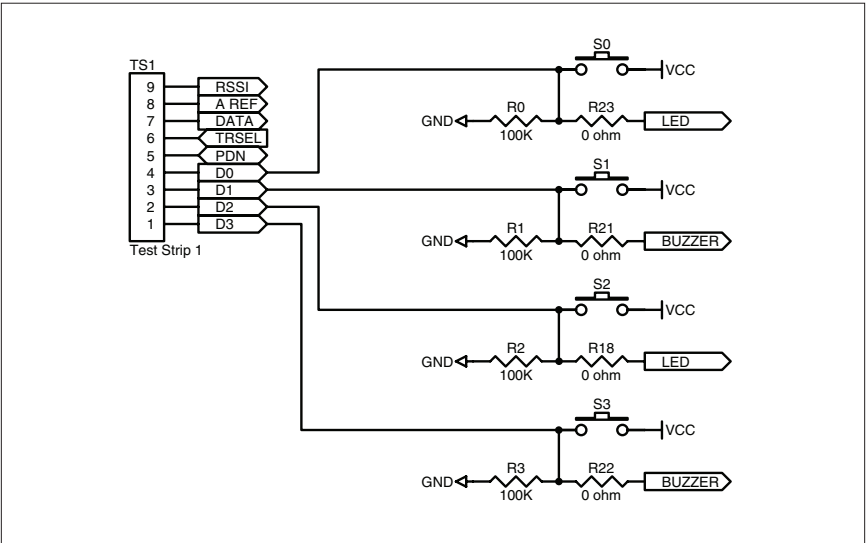 TS1
9 RSSI
8 A REF
7 DATA
6 TRSEL
5 PDN
4 D0
3 D1
2 D2
1 D3
Test Strip 1
S0
VCC
GND R0 R23 LED
100K 0 ohm
S1
VCC
GND R1 R21 BUZZER
100K 0 ohm
S2
VCC
GND R2 R18 LED
100K 0 ohm
S3
VCC
GND R3 R22 BUZZER
100K 0 ohm